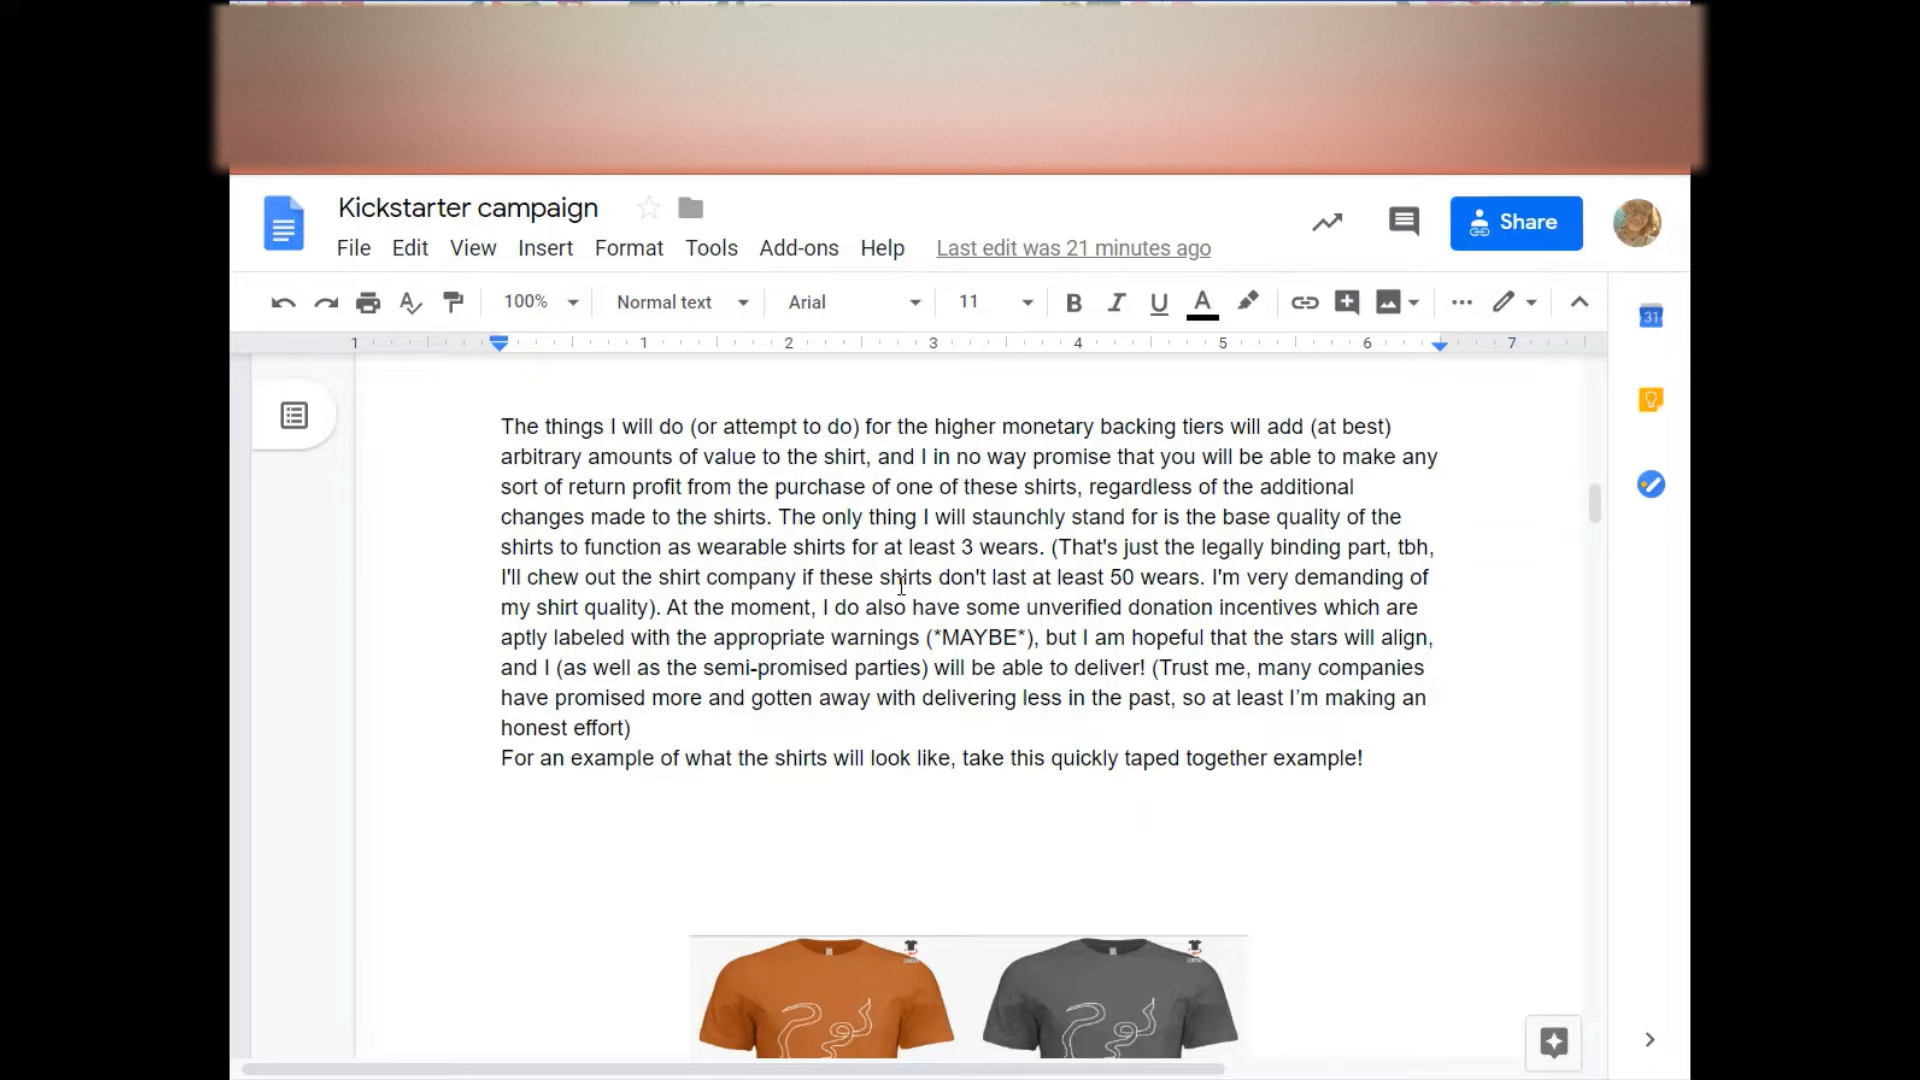 Kickstarter campaign
Share
File Edit View Insert Format Tools Add-ons Help Last edit was 21 minutes ago
100% Normal text Arial 11 B I U A
1 1 2 3 4 5 6 7
31
The things I will do (or attempt to do) for the higher monetary backing tiers will add (at best)
arbitrary amounts of value to the shirt, and I in no way promise that you will be able to make any
sort of return profit from the purchase of one of these shirts, regardless of the additional
changes made to the shirts. The only thing I will staunchly stand for is the base quality of the
shirts to function as wearable shirts for at least 3 wears. (That's just the legally binding part, tbh,
I'll chew out the shirt company if these shirts don't last at least 50 wears. I'm very demanding of
my shirt quality). At the moment, I do also have some unverified donation incentives which are
aptly labeled with the appropriate warnings (*MAYBE*), but I am hopeful that the stars will align,
and I (as well as the semi-promised parties) will be able to deliver! (Trust me, many companies
have promised more and gotten away with delivering less in the past, so at least I’m making an
honest effort)
For an example of what the shirts will look like, take this quickly taped together example!